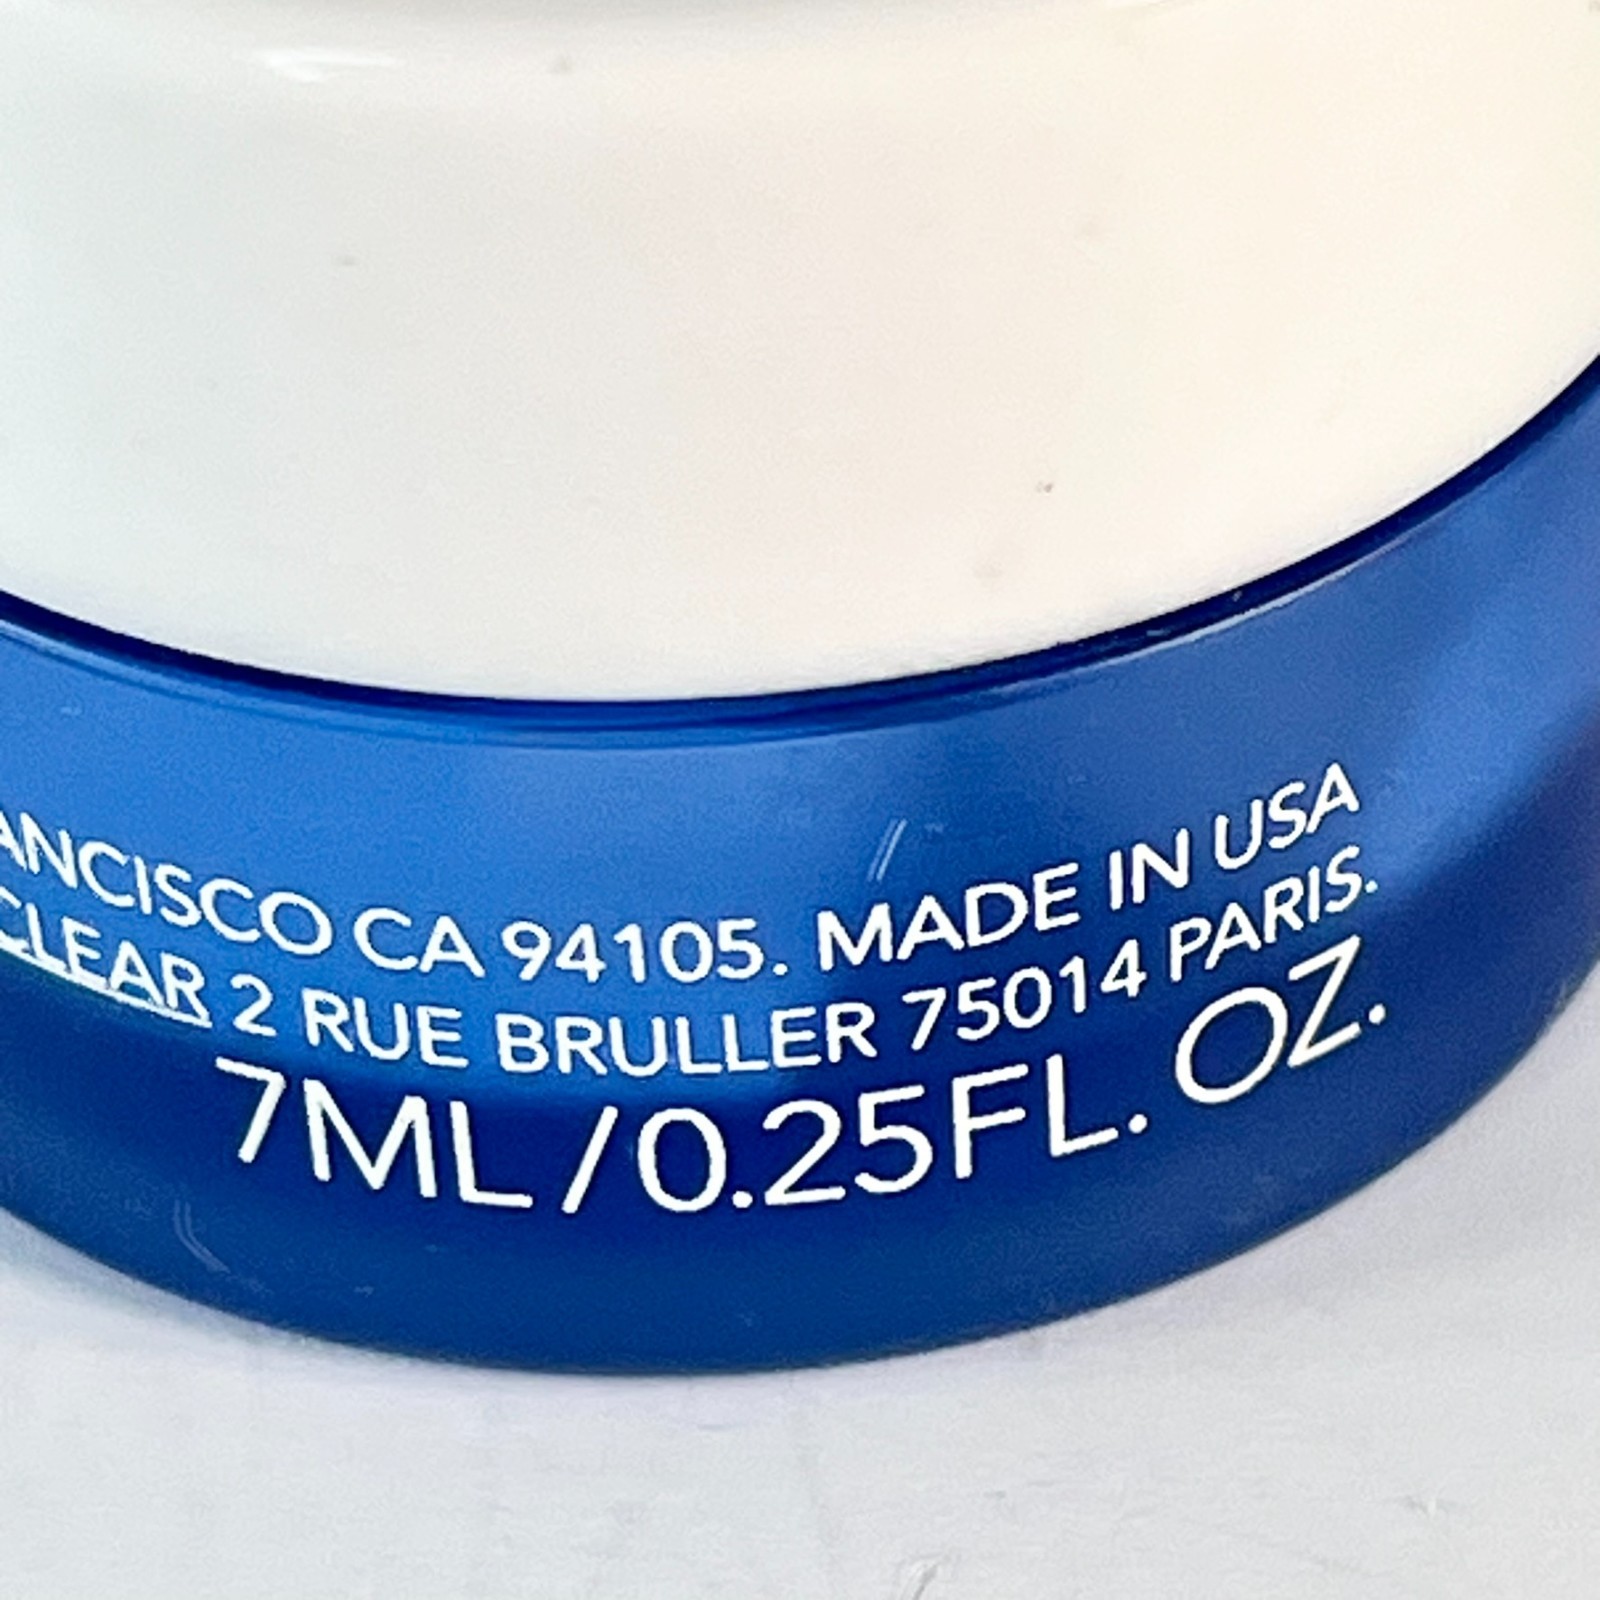 ANCISCO CA 94105. MADE IN USA
CLEAR 2 RUE BRULLER 75014 PARIS.
7ML/0.25FL. OZ.